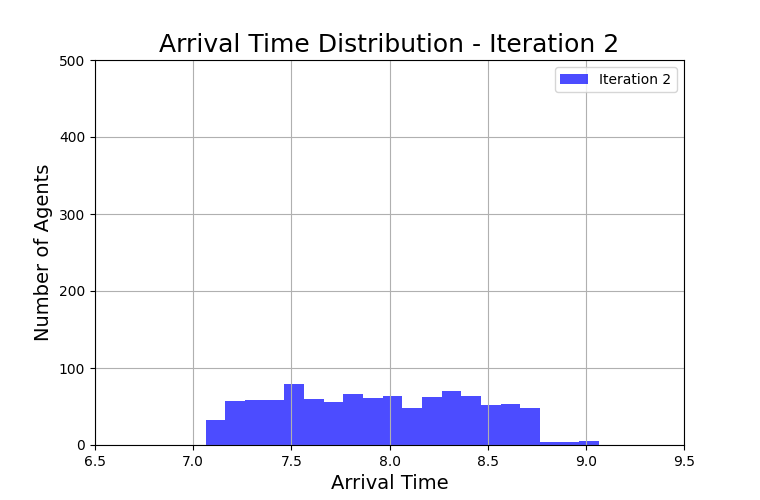 Arrival Time Distribution - Iteration 2
Iteration 2
500
400
300
200
100
0
Number of Agents
6.5 7.0 7.5 8.0 8.5 9.0 9.5
Arrival Time